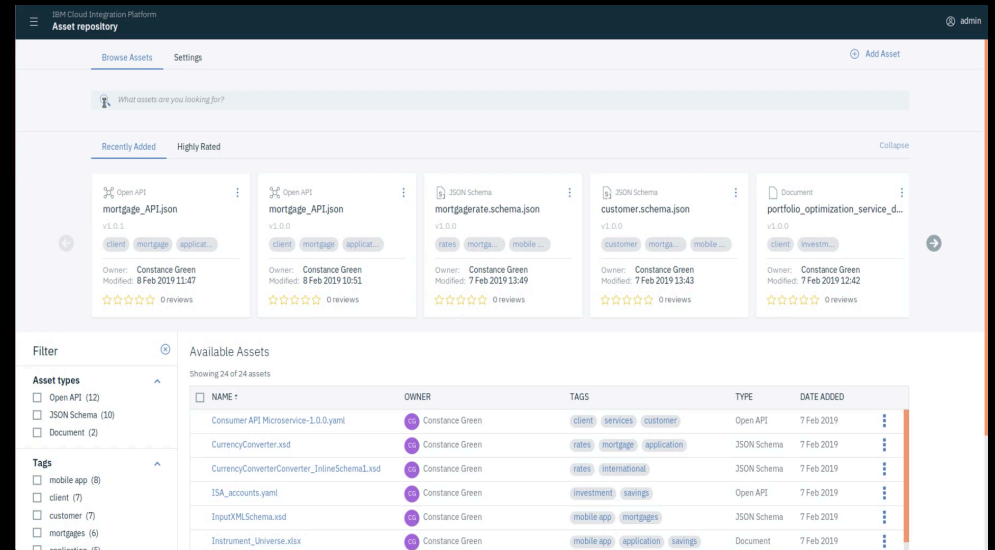 IBM Cloud Integration Platform
Asset repository
admin
Browse Assets Settings
Add Asset
What assets are you looking for?
Recently Added Highly Rated
Collapse
Open API
mortgage_API.json
v1.0.1
client mortgage applicat...
Owner: Constance Green
Modified: 8 Feb 2019 11:47
0 reviews
Open API
mortgage_API.json
v1.0.0
client mortgage applicat...
Owner: Constance Green
Modified: 8 Feb 2019 10:51
0 reviews
JSON Schema
mortgagerate.schema.json
v1.0.0
rates mortga... mobile ...
Owner: Constance Green
Modified: 7 Feb 2019 13:49
0 reviews
JSON Schema
customer.schema.json
v1.0.0
customer mortga... mobile ...
Owner: Constance Green
Modified: 7 Feb 2019 13:43
0 reviews
Document
portfolio_optimization_service_d...
v1.0.0
client investm...
Owner: Constance Green
Modified: 7 Feb 2019 12:42
0 reviews
Filter
Asset types
Open API (12)
JSON Schema (10)
Document (2)
Tags
mobile app (8)
client (7)
customer (7)
mortgages (6)
application (5)
Available Assets
Showing 24 of 24 assets
NAME OWNER TAGS TYPE DATE ADDED
Consumer API Microservice-1.0.0.yaml CG Constance Green client services customer Open API 7 Feb 2019
CurrencyConverter.xsd CG Constance Green rates mortgage application JSON Schema 7 Feb 2019
CurrencyConverterConverter_InlineSchema1.xsd CG Constance Green rates international JSON Schema 7 Feb 2019
ISA_accounts.yaml CG Constance Green investment savings Open API 7 Feb 2019
InputXMLSchema.xsd CG Constance Green mobile app mortgages JSON Schema 7 Feb 2019
Instrument_Universe.xlsx CG Constance Green mobile app application savings Document 7 Feb 2019